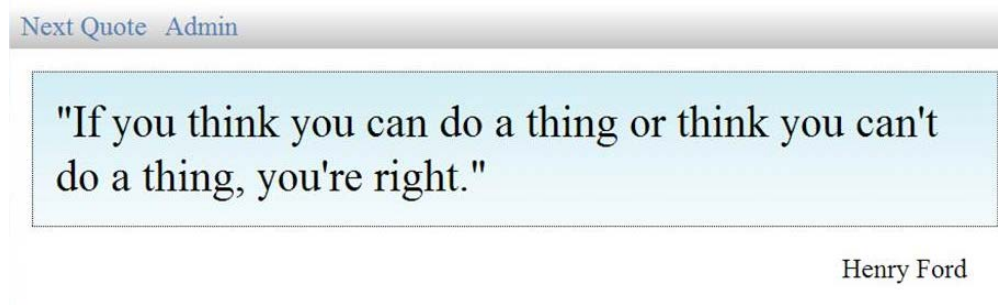 Next Quote Admin
"If you think you can do a thing or think you can't
do a thing, you're right."
Henry Ford